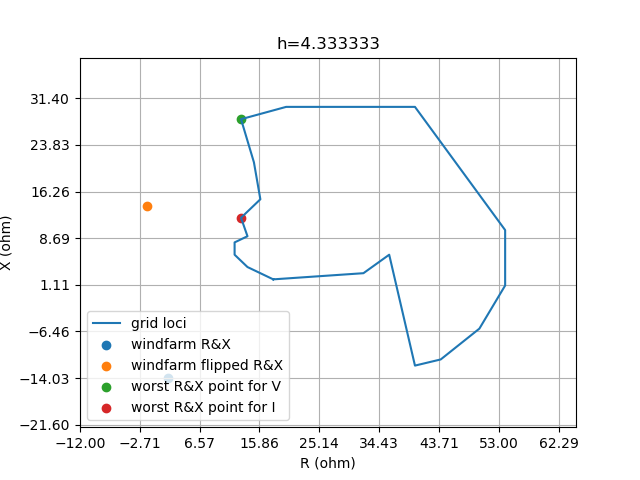 h=4.333333
31.40
23.83
16.26
8.69
1.11
−6.46
−14.03
−21.60
X (ohm)
grid loci
windfarm R&X
windfarm flipped R&X
worst R&X point for V
worst R&X point for I
−12.00 −2.71 6.57 15.86 25.14 34.43 43.71 53.00 62.29
R (ohm)